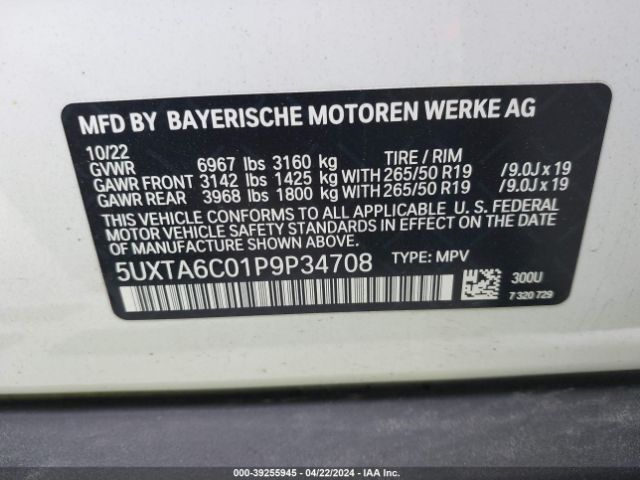 MFD BY BAYERISCHE MOTOREN WERKE AG
10/22
GVWR 6967 lbs 3160 kg TIRE / RIM
GAWR FRONT 3142 lbs 1425 kg WITH 265/50 R19 / 9.0J x 19
GAWR REAR 3968 lbs 1800 kg WITH 265/50 R19 / 9.0J x 19
THIS VEHICLE CONFORMS TO ALL APPLICABLE U. S. FEDERAL
MOTOR VEHICLE SAFETY STANDARDS IN EFFECT ON THE DATE
OF MANUFACTURE SHOWN ABOVE.
5UXTA6C01P9P34708 TYPE: MPV
300U
7 320 729
000-39255945 - 04/22/2024 - IAA Inc.